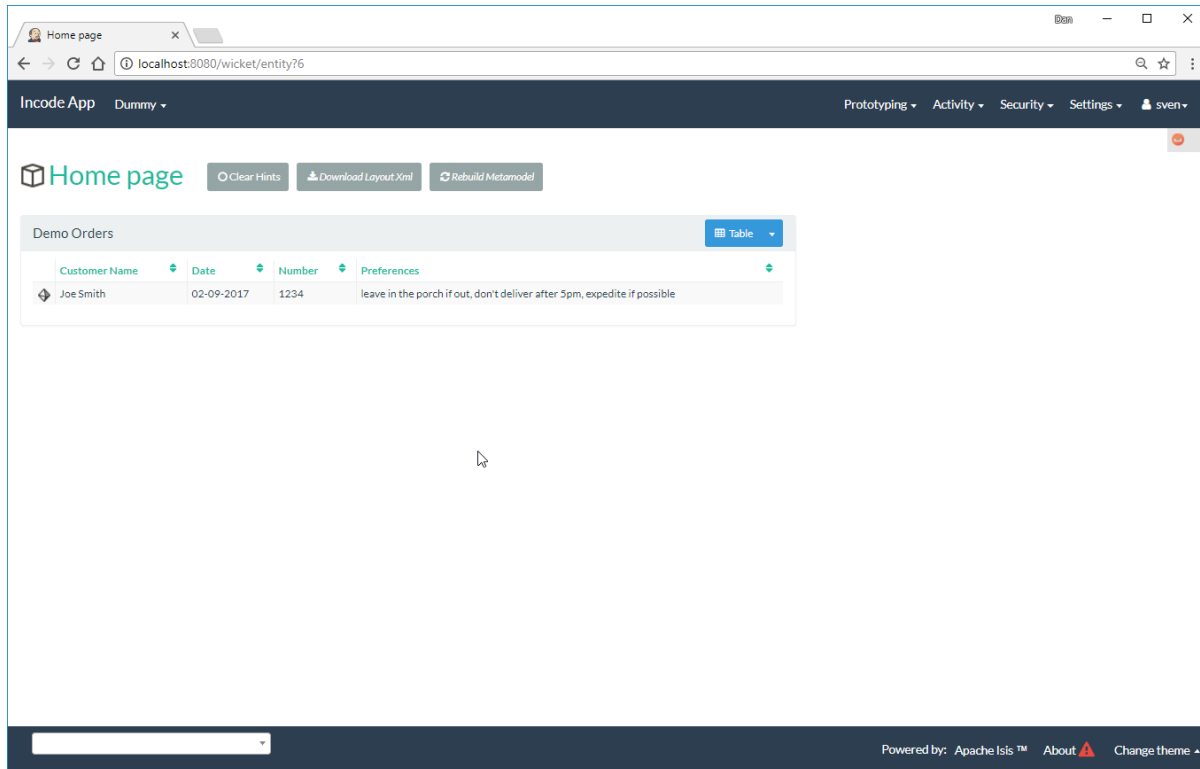 Dan
Home page
localhost:8080/wicket/entity?6
Incode App Dummy Prototyping Activity Security Settings sven
Home page Clear Hints Download Layout Xml Rebuild Metamodel
Demo Orders Table
Customer Name Date Number Preferences
Joe Smith 02-09-2017 1234 leave in the porch if out, don't deliver after 5pm, expedite if possible
Powered by: Apache Isis ™ About Change theme